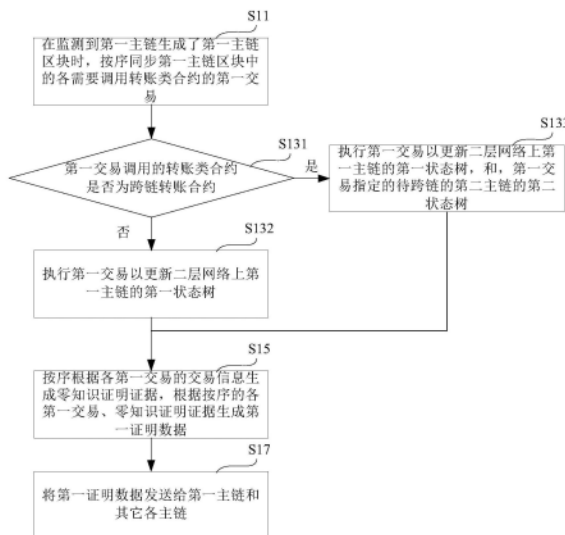 S11
在监测到第一主链生成了第一主链
区块时，按序同步第一主链区块中
的各需要调用转账类合约的第一交
易
S131
第一交易调用的转账类合约
是否为跨链转账合约
是
S133
执行第一交易以更新二层网络上第
一主链的第一状态树，和，第一交
易指定的待跨链的第二主链的第二
状态树
否
S132
执行第一交易以更新二层网络上第
一主链的第一状态树
S15
按序根据各第一交易的交易信息生
成零知识证明证据，根据按序的各
第一交易、零知识证明证据生成第
一证明数据
S17
将第一证明数据发送给第一主链和
其它各主链